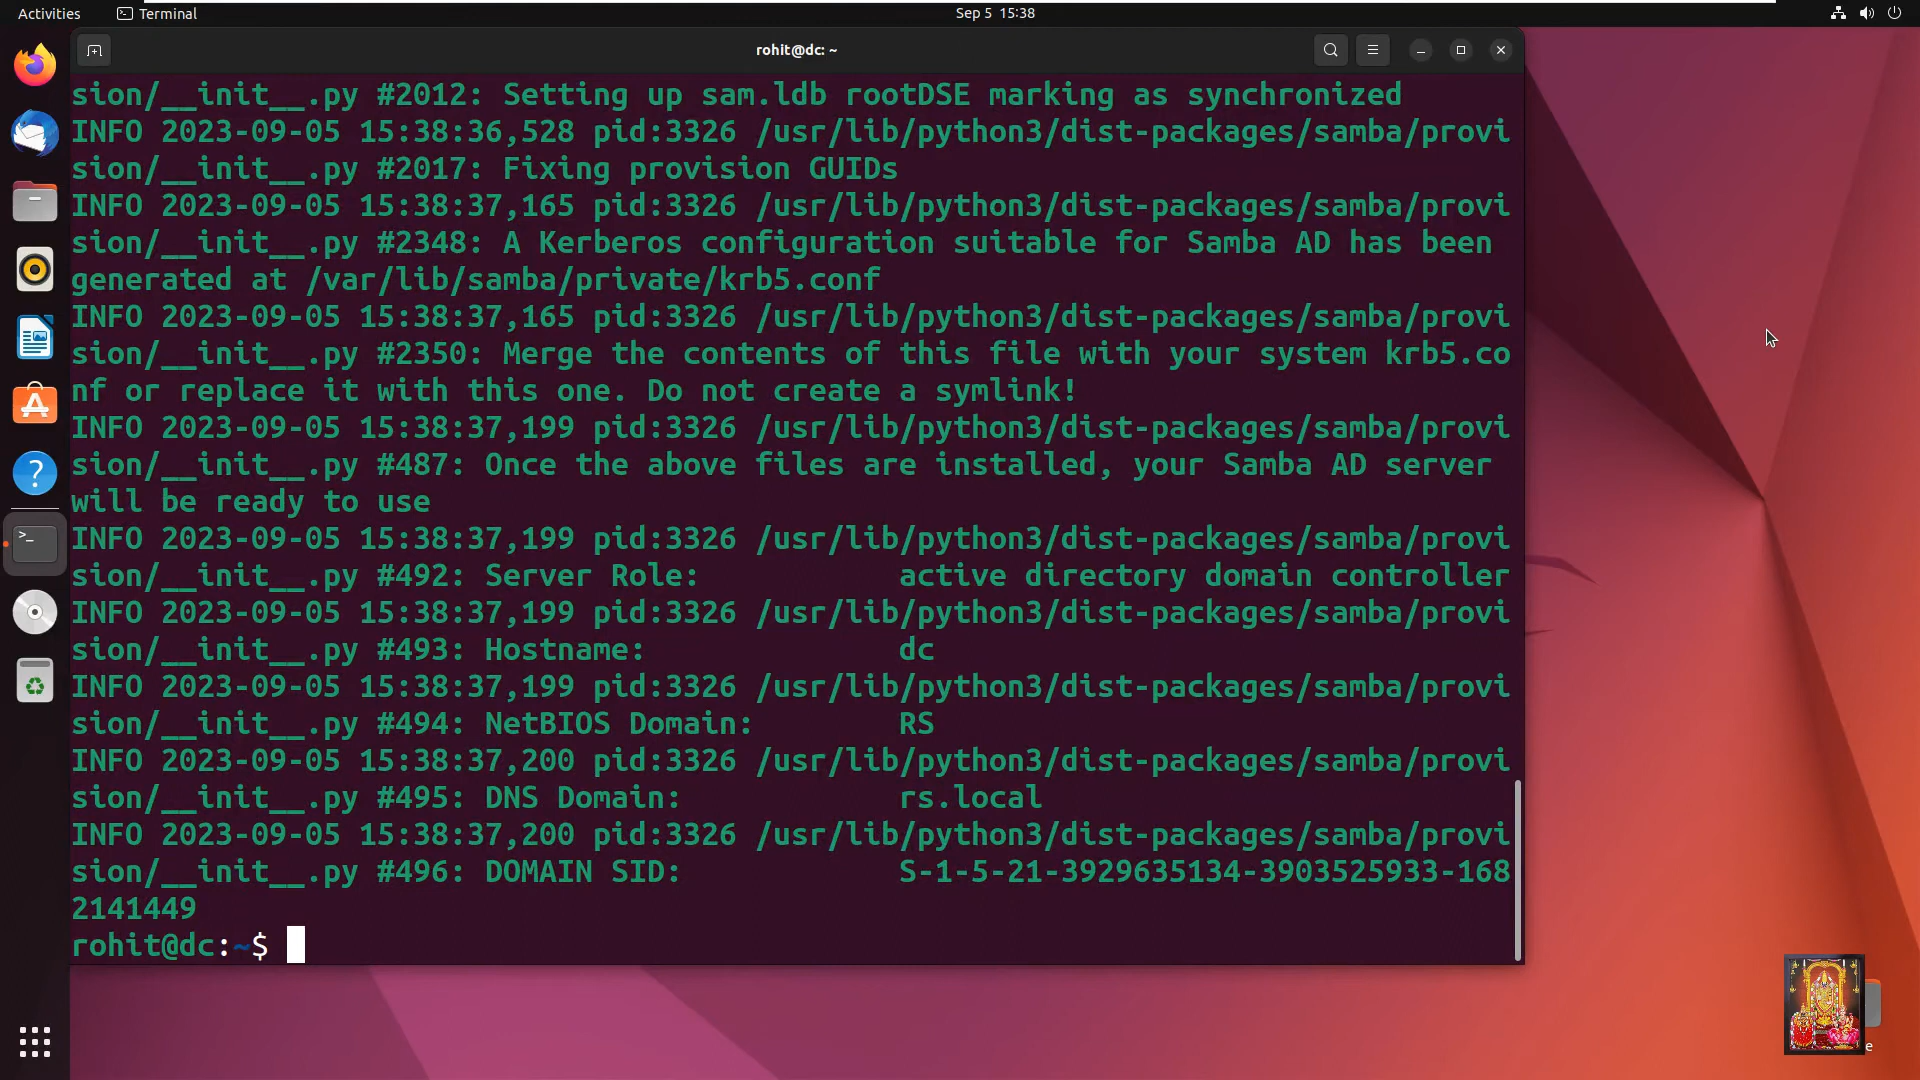 Activities
Terminal
Sep 5 15:38
rohit@dc: ~
sion/__init__.py #2012: Setting up sam.ldb rootDSE marking as synchronized
INFO 2023-09-05 15:38:36,528 pid:3326 /usr/lib/python3/dist-packages/samba/provi
sion/__init__.py #2017: Fixing provision GUIDs
INFO 2023-09-05 15:38:37,165 pid:3326 /usr/lib/python3/dist-packages/samba/provi
sion/__init__.py #2348: A Kerberos configuration suitable for Samba AD has been
generated at /var/lib/samba/private/krb5.conf
INFO 2023-09-05 15:38:37,165 pid:3326 /usr/lib/python3/dist-packages/samba/provi
sion/__init__.py #2350: Merge the contents of this file with your system krb5.co
nf or replace it with this one. Do not create a symlink!
INFO 2023-09-05 15:38:37,199 pid:3326 /usr/lib/python3/dist-packages/samba/provi
sion/__init__.py #487: Once the above files are installed, your Samba AD server
will be ready to use
INFO 2023-09-05 15:38:37,199 pid:3326 /usr/lib/python3/dist-packages/samba/provi
sion/__init__.py #492: Server Role:            active directory domain controller
INFO 2023-09-05 15:38:37,199 pid:3326 /usr/lib/python3/dist-packages/samba/provi
sion/__init__.py #493: Hostname:               dc
INFO 2023-09-05 15:38:37,199 pid:3326 /usr/lib/python3/dist-packages/samba/provi
sion/__init__.py #494: NetBIOS Domain:         RS
INFO 2023-09-05 15:38:37,200 pid:3326 /usr/lib/python3/dist-packages/samba/provi
sion/__init__.py #495: DNS Domain:             rs.local
INFO 2023-09-05 15:38:37,200 pid:3326 /usr/lib/python3/dist-packages/samba/provi
sion/__init__.py #496: DOMAIN SID:             S-1-5-21-3929635134-3903525933-168
2141449
rohit@dc:~$